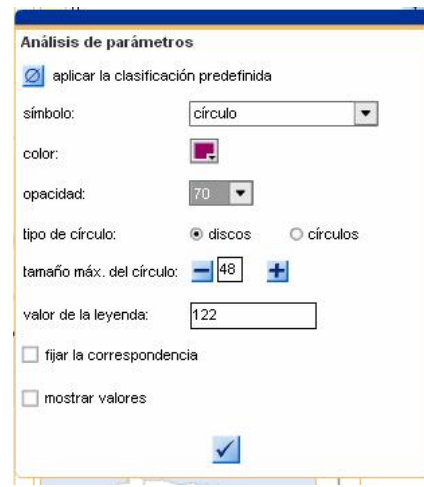 Análisis de parámetros
aplicar la clasificación predefinida
símbolo: círculo
color:
opacidad: 70
tipo de círculo: discos círculos
tamaño máx. del círculo: 48
valor de la leyenda: 122
fijar la correspondencia
mostrar valores